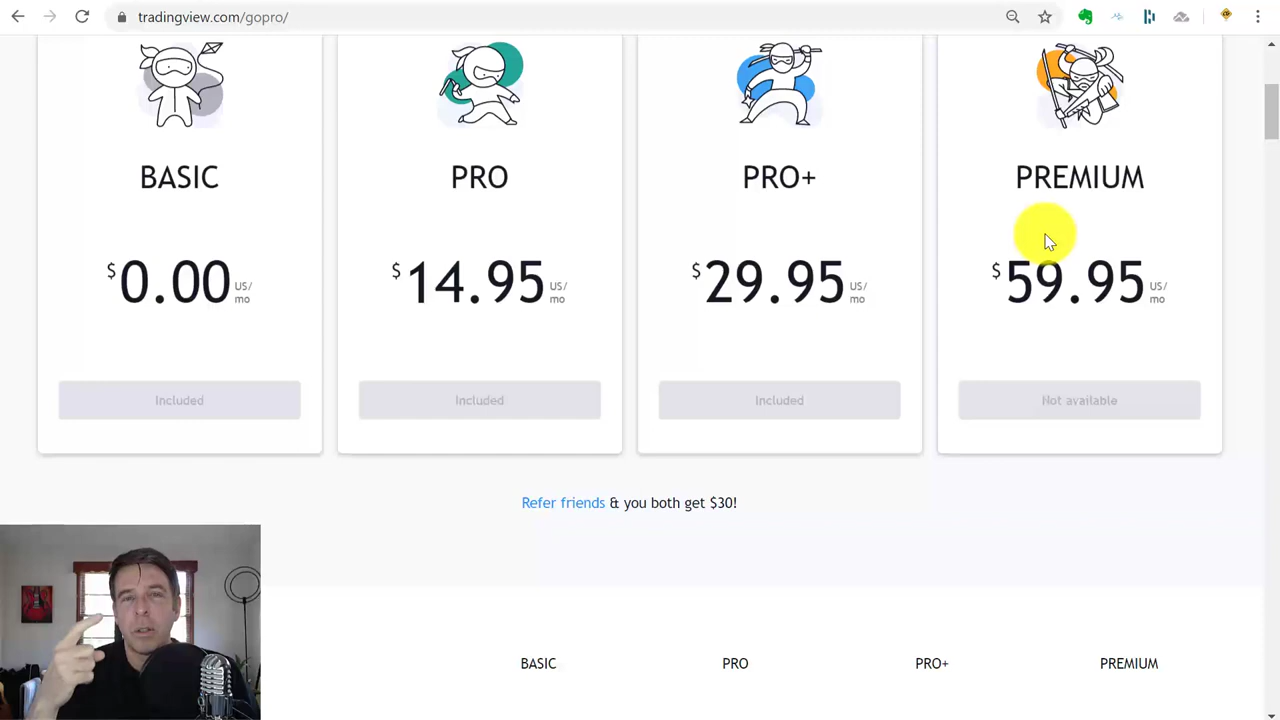 tradingview.com/gopro/
BASIC
PRO
PRO+
PREMIUM
$0.00 US/mo
$14.95 US/mo
$29.95 US/mo
$59.95 US/mo
Included
Included
Included
Not available
Refer friends & you both get $30!
BASIC
PRO
PRO+
PREMIUM